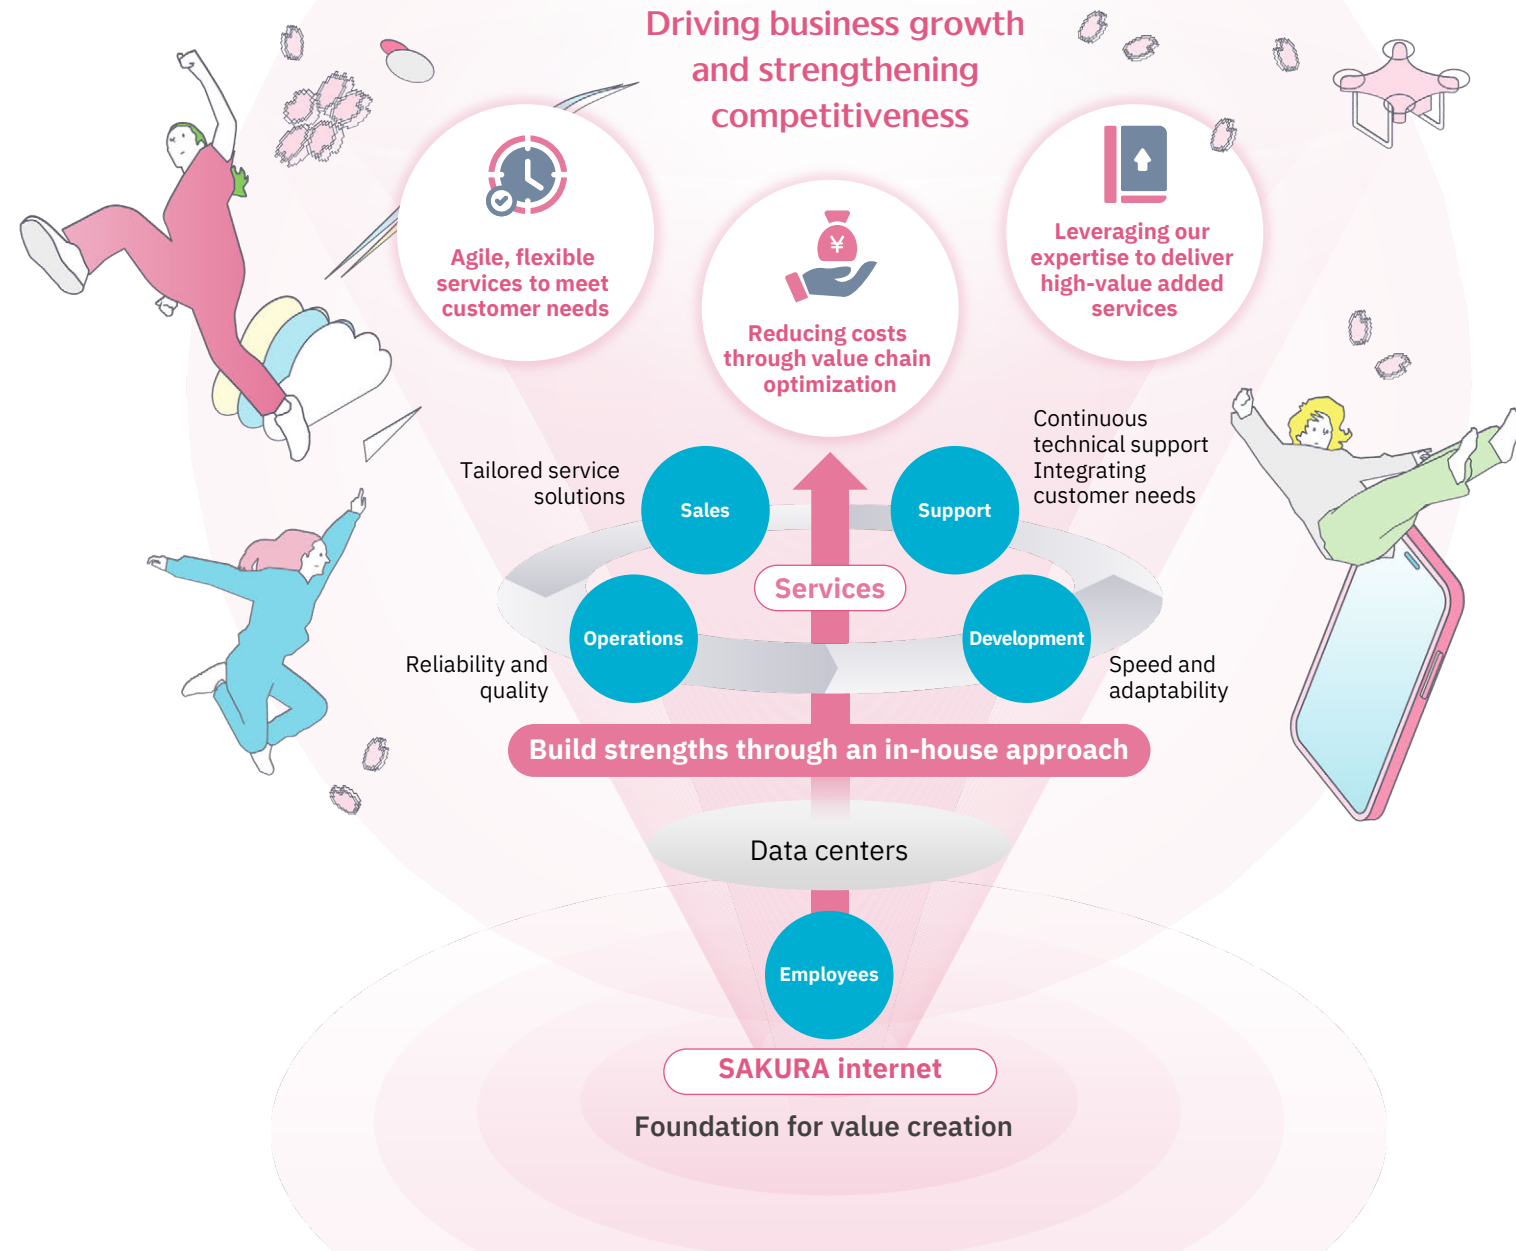 Driving business growth
and strengthening
competitiveness
Agile, flexible
services to meet
customer needs
¥
Reducing costs
through value chain
optimization
Leveraging our
expertise to deliver
high-value added
services
Tailored service
solutions
Sales
Support
Continuous
technical support
Integrating
customer needs
Services
Operations
Development
Reliability and
quality
Speed and
adaptability
Build strengths through an in-house approach
Data centers
Employees
SAKURA internet
Foundation for value creation